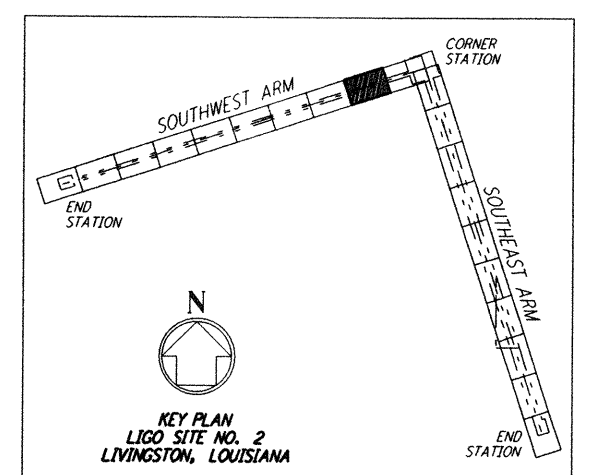 CORNER
STATION
SOUTHWEST ARM
END
STATION
SOUTHEAST ARM
N
KEY PLAN
LIGO SITE NO. 2
LIVINGSTON, LOUISIANA
END
STATION